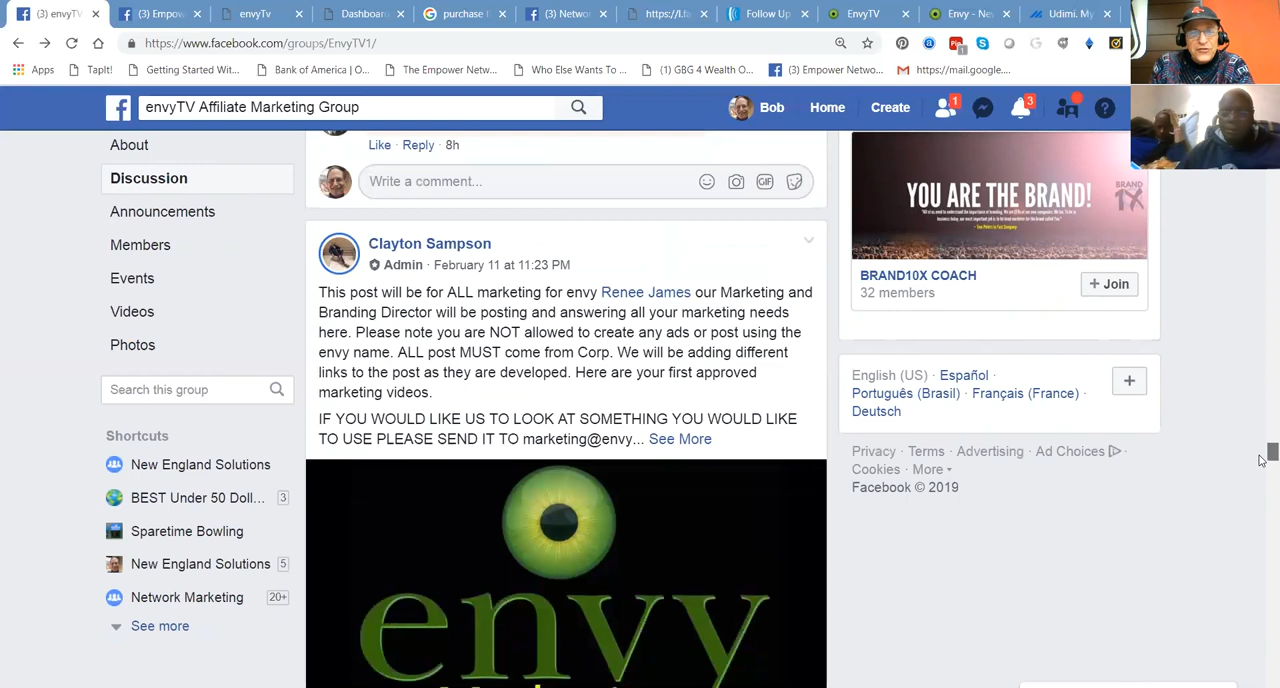 (3) envyTV
(3) Empow
envyTv
Dashboar
purchase
(3) Netwo
https://l.fa
Follow Up
EnvyTV
Envy - Nev
Udimi. My
https://www.facebook.com/groups/EnvyTV1/
Apps
TapIt!
Getting Started Wit...
Bank of America | O...
The Empower Netw...
Who Else Wants To ...
(1) GBG 4 Wealth O...
(3) Empower Netwo...
https://mail.google....
envyTV Affiliate Marketing Group
Bob
Home
Create
1
3
About
Discussion
Announcements
Members
Events
Videos
Photos
Search this group
Shortcuts
New England Solutions
BEST Under 50 Doll... 3
Sparetime Bowling
New England Solutions 5
Network Marketing 20+
See more
Like · Reply · 8h
Write a comment...
GIF
Clayton Sampson
Admin · February 11 at 11:23 PM
This post will be for ALL marketing for envy Renee James our Marketing and
Branding Director will be posting and answering all your marketing needs
here. Please note you are NOT allowed to create any ads or post using the
envy name. ALL post MUST come from Corp. We will be adding different
links to the post as they are developed. Here are your first approved
marketing videos.
IF YOU WOULD LIKE US TO LOOK AT SOMETHING YOU WOULD LIKE
TO USE PLEASE SEND IT TO marketing@envy... See More
envy
YOU ARE THE BRAND!
BRAND
1X
BRAND10X COACH
32 members
+ Join
English (US) · Español ·
Português (Brasil) · Français (France) ·
Deutsch
Privacy · Terms · Advertising · Ad Choices ·
Cookies · More
Facebook © 2019